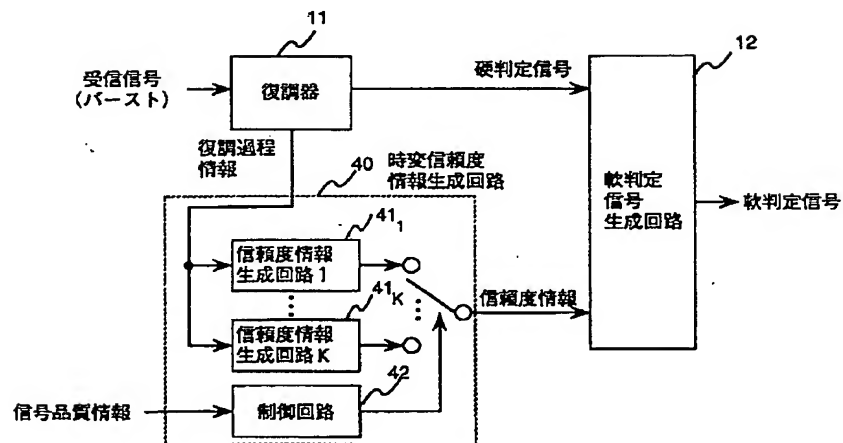 11
12
受信信号
(バースト)
復調器
硬判定信号
復調過程
情報
40
時変信頼度
情報生成回路
軟判定
信号
生成回路
軟判定信号
41₁
信頼度情報
生成回路1
41K
信頼度情報
生成回路K
信頼度情報
42
信号品質情報
制御回路